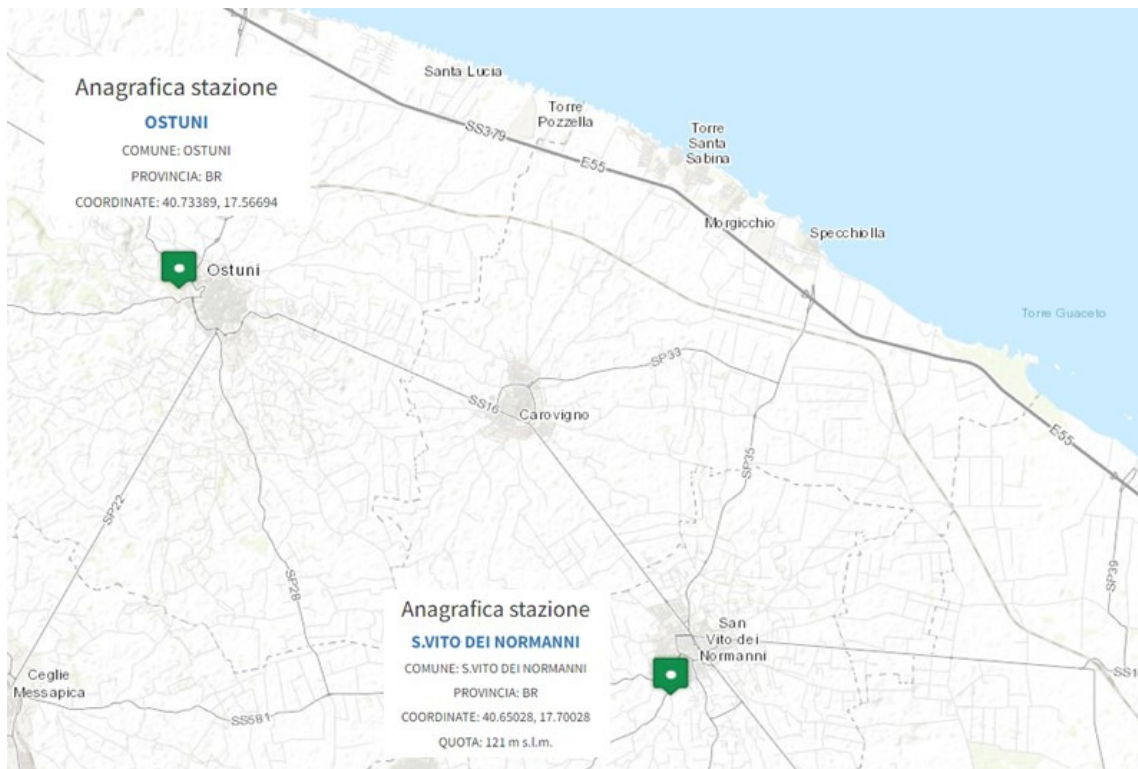 Santa Lucia
Anagrafica stazione
OSTUNI
COMUNE: OSTUNI
PROVINCIA: BR
COORDINATE: 40.73389, 17.56694
Torre
Pozzella
SS379
E55
Torre
Santa
Sabina
Morgicchio
Specchiolla
Ostuni
Torre Guaceto
SP33
SS16
Carovigno
E55
SP35
SP22
SP28
SP39
Anagrafica stazione
S.VITO DEI NORMANNI
COMUNE: S.VITO DEI NORMANNI
PROVINCIA: BR
COORDINATE: 40.65028, 17.70028
QUOTA: 121 m s.l.m.
San
Vito dei
Normanni
Ceglie
Messapica
SS581
SS1